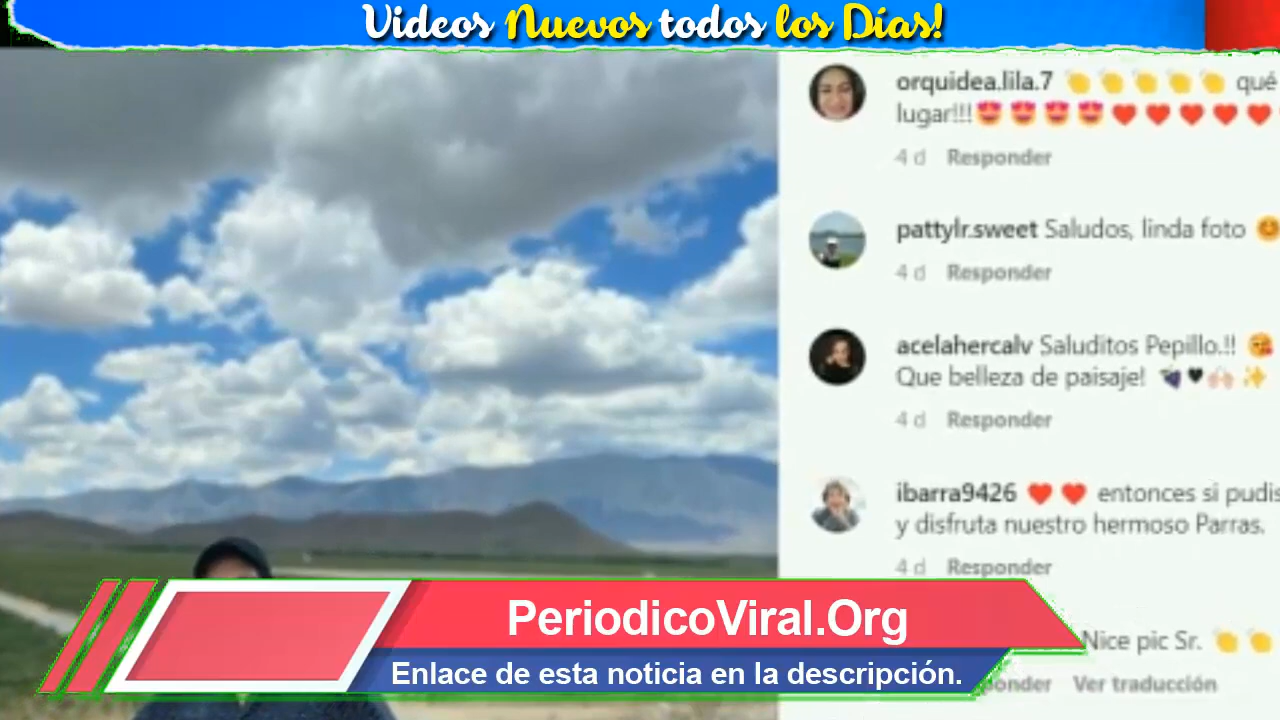 Videos Nuevos todos los Días!
orquidea.lila.7 👏👏👏👏👏 qué
lugar!!!😍😍😍😍❤️❤️❤️❤️❤️
4 d Responder
pattylr.sweet Saludos, linda foto 😊
4 d Responder
acelahercalv Saluditos Pepillo.!! 🥰
Que belleza de paisaje! 🍇🖤🙌🏻✨
4 d Responder
ibarra9426 ❤️❤️ entonces si
y disfruta nuestro hermoso Parras.
4 d Responder
Nice pic Sr. 👏👏
Ver traducción
PeriodicoViral.Org
Enlace de esta noticia en la descripción.